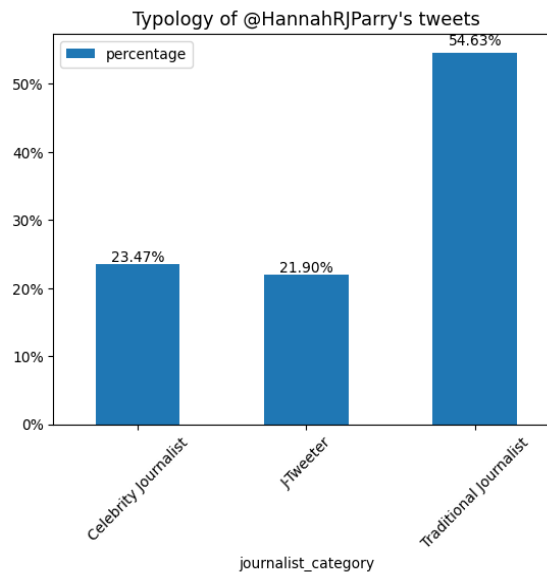 Typology of @HannahRJParry's tweets
percentage
54.63%
50%
40%
30%
23.47%
21.90%
20%
10%
0%
Celebrity Journalist
J-Tweeter
Traditional Journalist
journalist_category